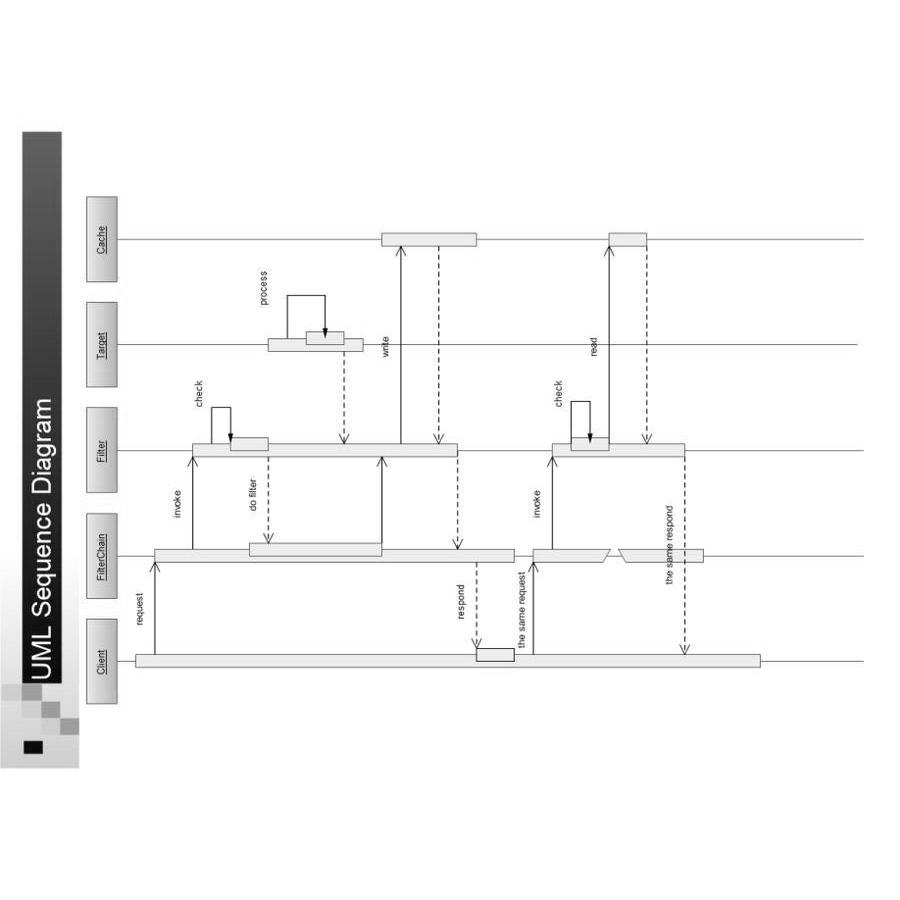 UML Sequence Diagram
Client
FilterChain
Filter
Target
Cache
request
invoke
check
do filter
process
write
respond
the same request
invoke
check
read
the same respond